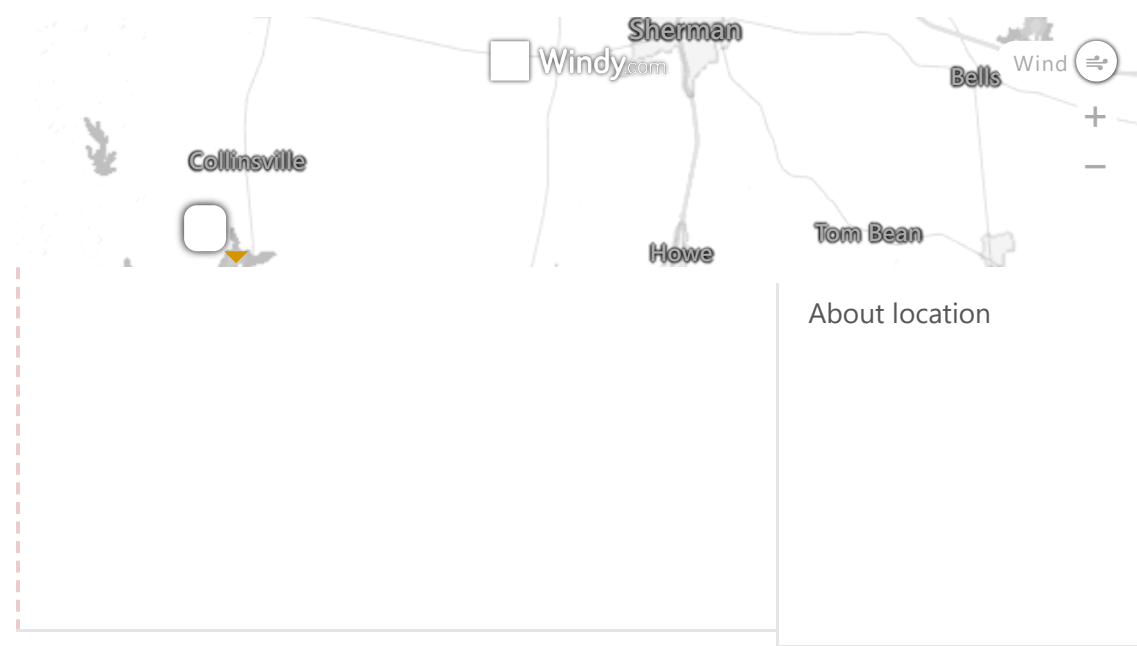 Sherman
Windy.com
Wind
Bells
Collinsville
Tom Bean
Howe
About location